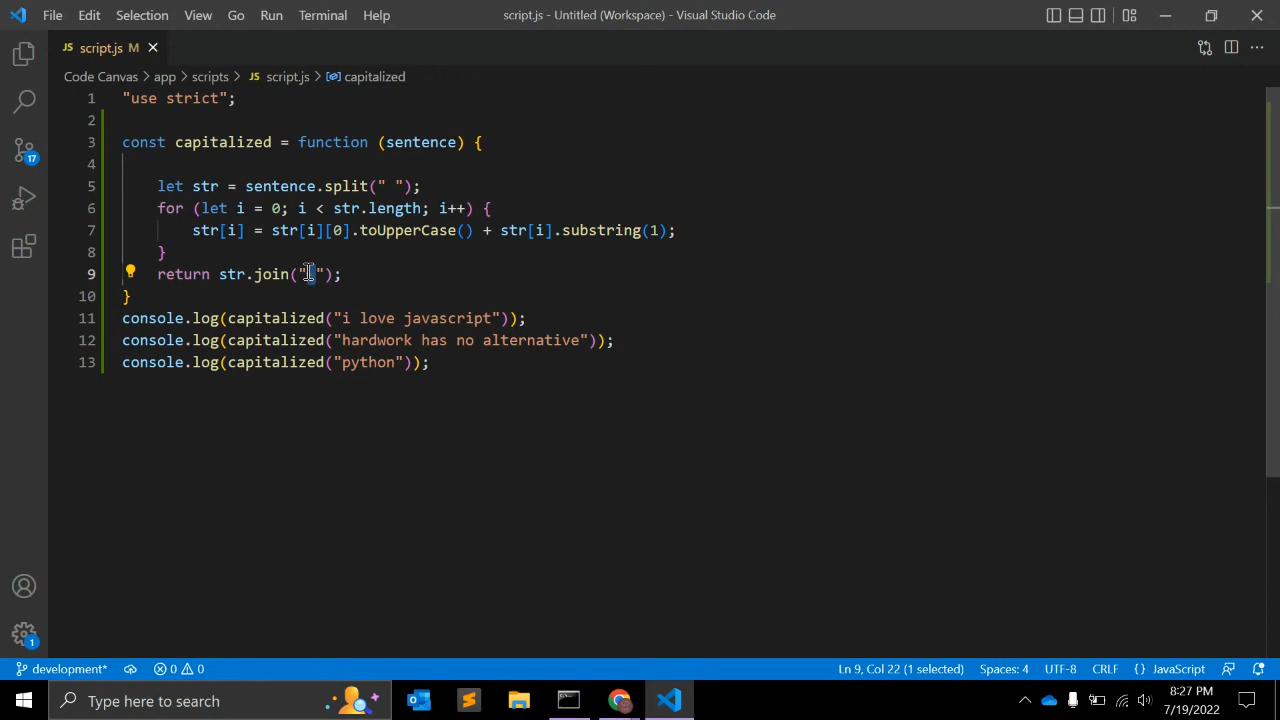 File Edit Selection View Go Run Terminal Help script.js - Untitled (Workspace) - Visual Studio Code
JS script.js M
Code Canvas > app > scripts > JS script.js > capitalized
1 "use strict";
2
3 const capitalized = function (sentence) {
4
5 let str = sentence.split(" ");
6 for (let i = 0; i < str.length; i++) {
7 str[i] = str[i][0].toUpperCase() + str[i].substring(1);
8 }
9 return str.join(" ");
10 }
11 console.log(capitalized("i love javascript"));
12 console.log(capitalized("hardwork has no alternative"));
13 console.log(capitalized("python"));
17
1
development* 0 0 Ln 9, Col 22 (1 selected) Spaces: 4 UTF-8 CRLF {} JavaScript
Type here to search
8:27 PM
7/19/2022